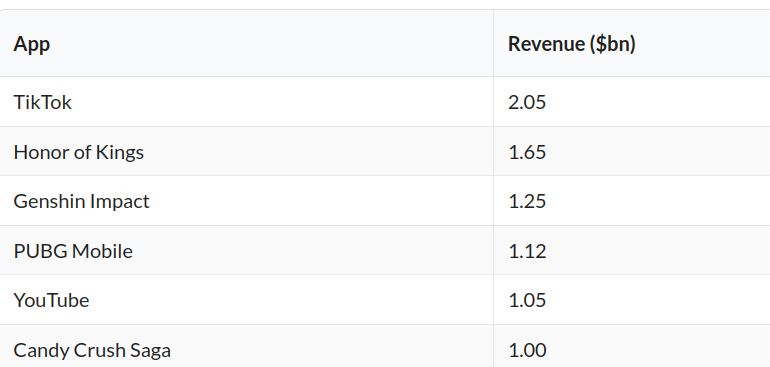 App Revenue ($bn)
TikTok 2.05
Honor of Kings 1.65
Genshin Impact 1.25
PUBG Mobile 1.12
YouTube 1.05
Candy Crush Saga 1.00